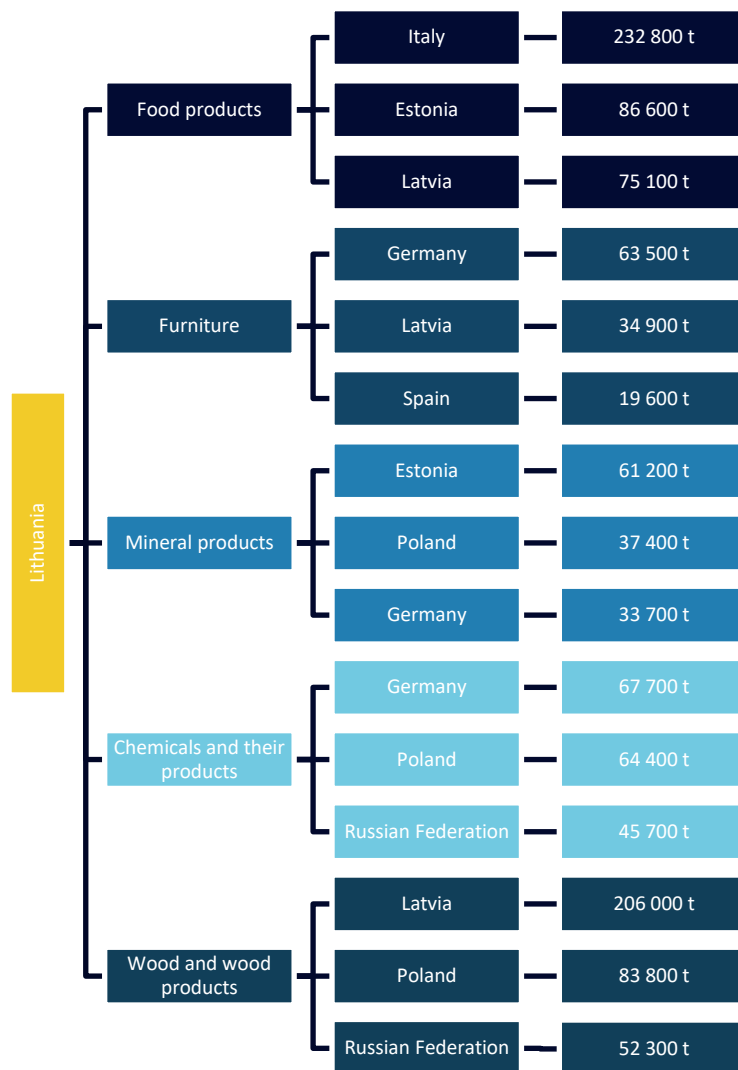 Lithuania
Food products
Italy
232 800 t
Estonia
86 600 t
Latvia
75 100 t
Furniture
Germany
63 500 t
Latvia
34 900 t
Spain
19 600 t
Mineral products
Estonia
61 200 t
Poland
37 400 t
Germany
33 700 t
Chemicals and their
products
Germany
67 700 t
Poland
64 400 t
Russian Federation
45 700 t
Wood and wood
products
Latvia
206 000 t
Poland
83 800 t
Russian Federation
52 300 t